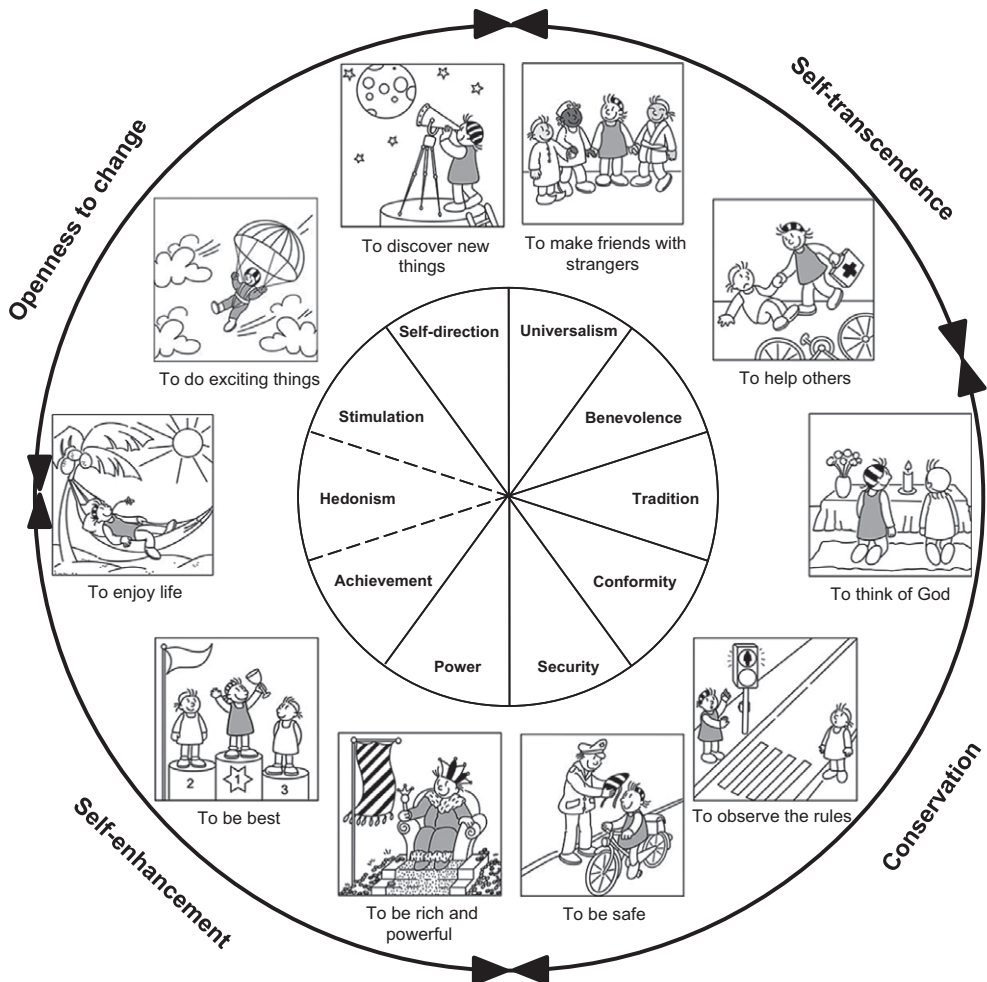 Openness to change
Self-transcendence
To discover new
things
To make friends with
strangers
To do exciting things
To help others
Self-direction
Universalism
Stimulation
Benevolence
Hedonism
Tradition
Achievement
Conformity
Power
Security
To enjoy life
To think of God
2
1
3
To be best
To observe the rules
To be rich and
powerful
To be safe
Self-enhancement
Conservation